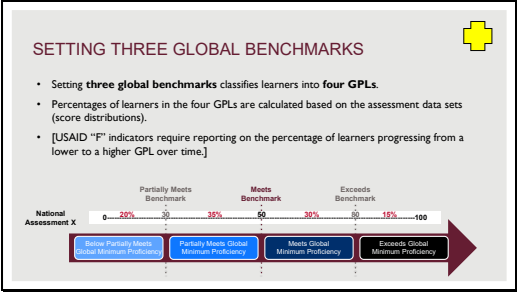 SETTING THREE GLOBAL BENCHMARKS
• Setting three global benchmarks classifies learners into four GPLs.
• Percentages of learners in the four GPLs are calculated based on the assessment data sets
(score distributions).
• [USAID “F” indicators require reporting on the percentage of learners progressing from a
lower to a higher GPL over time.]
Partially Meets Benchmark
Meets Benchmark
Exceeds Benchmark
National Assessment X
0 20% 30 35% 50 30% 80 15% 100
Below Partially Meets Global Minimum Proficiency
Partially Meets Global Minimum Proficiency
Meets Global Minimum Proficiency
Exceeds Global Minimum Proficiency